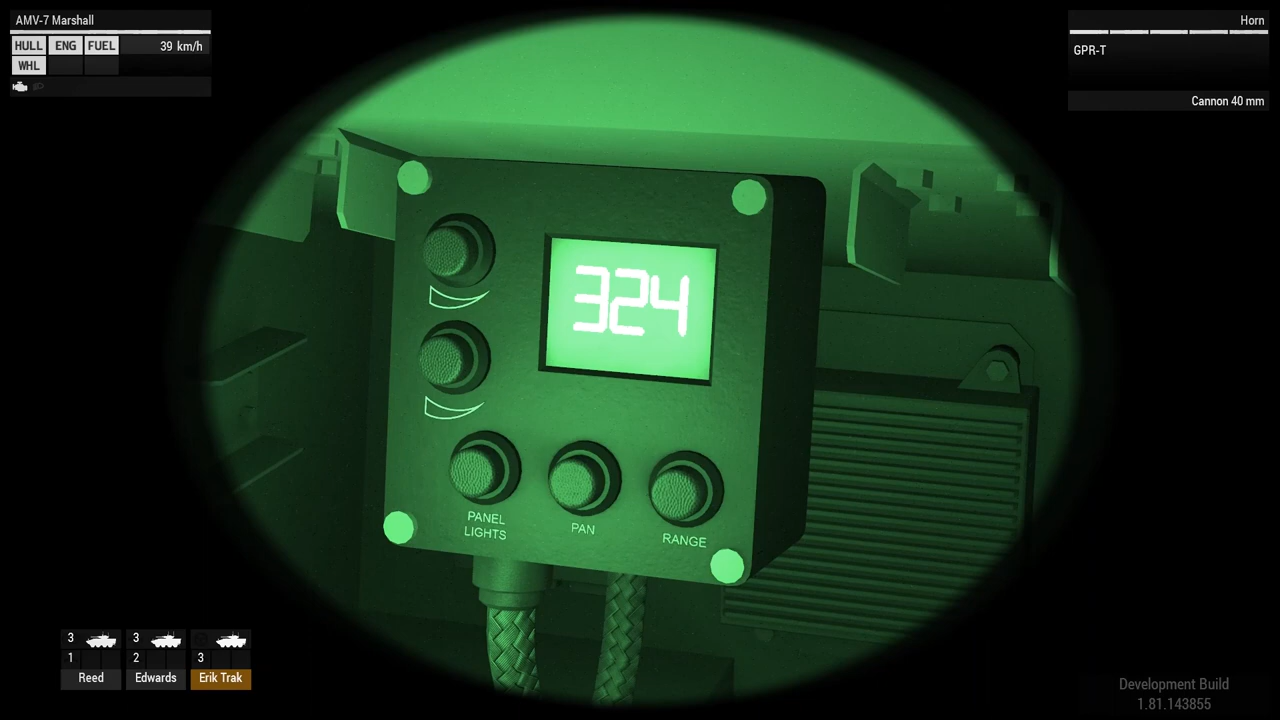 AMV-7 Marshall
HULL ENG FUEL 39 km/h
WHL
Horn
GPR-T
Cannon 40 mm
324
PANEL
LIGHTS
PAN
RANGE
3 3
1 2 3
Reed Edwards Erik Trak
Development Build
1.81.143855